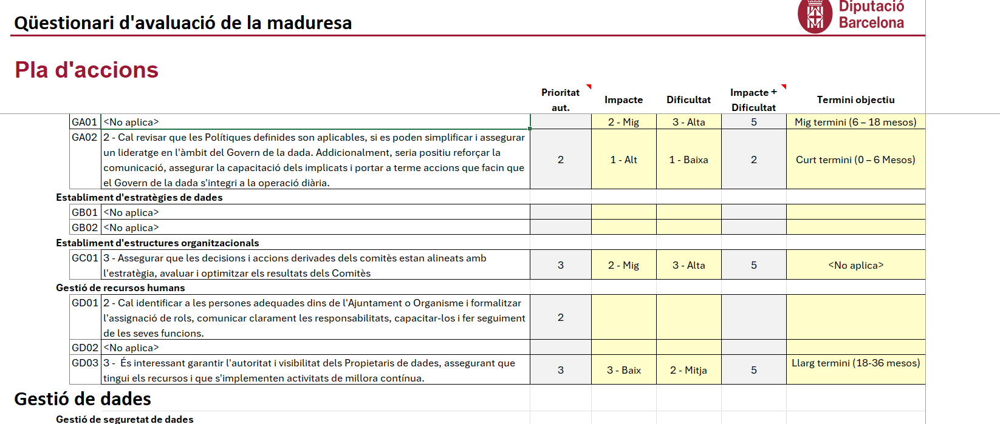 Qüestionari d'avaluació de la maduresa
Diputació
Barcelona
Pla d'accions
Prioritat
aut.
Impacte
Dificultat
Impacte +
Dificultat
Termini objectiu
GA01 <No aplica> 2 - Mig 3 - Alta 5 Mig termini (6 – 18 mesos)
GA02 2 - Cal revisar que les Polítiques definides son aplicables, si es poden simplificar i assegurar
un lideratge en l'àmbit del Govern de la dada. Addicionalment, seria positiu reforçar la
comunicació, assegurar la capacitació dels implicats i portar a terme accions que facin que
el Govern de la dada s'integri a la operació diària.
2 1 - Alt 1 - Baixa 2 Curt termini (0 – 6 Mesos)
Establiment d'estratègies de dades
GB01 <No aplica>
GB02 <No aplica>
Establiment d'estructures organitzacionals
GC01 3 - Assegurar que les decisions i accions derivades dels comitès estan alineats amb
l'estratègia, avaluar i optimitzar els resultats dels Comitès
3 2 - Mig 3 - Alta 5 <No aplica>
Gestió de recursos humans
GD01 2 - Cal identificar a les persones adequades dins de l'Ajuntament o Organisme i formalitzar
l'assignació de rols, comunicar clarament les responsabilitats, capacitar-los i fer seguiment
de les seves funcions.
2
GD02 <No aplica>
GD03 3 -  És interessant garantir l'autoritat i visibilitat dels Propietaris de dades, assegurant que
tingui els recursos i que s'implementen activitats de millora contínua.
3 3 - Baix 2 - Mitja 5 Llarg termini (18-36 mesos)
Gestió de dades
Gestió de seguretat de dades